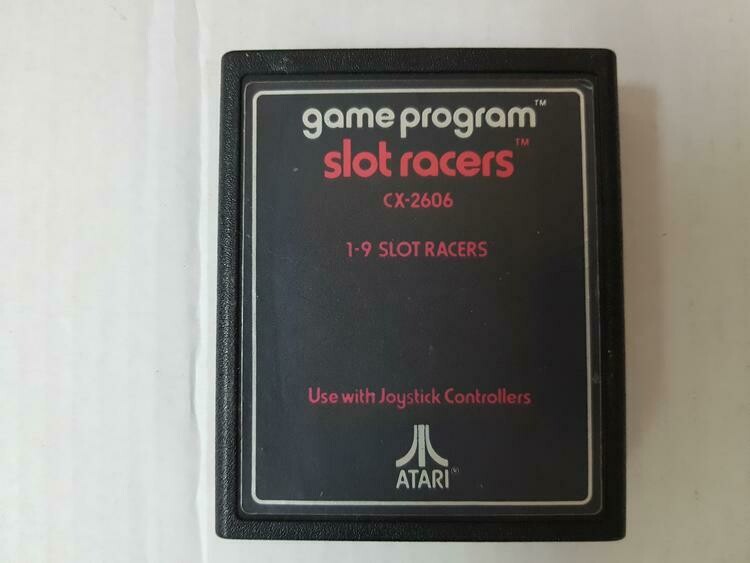 game program™
slot racers™
CX-2606
1-9 SLOT RACERS
Use with Joystick Controllers
ATARI®